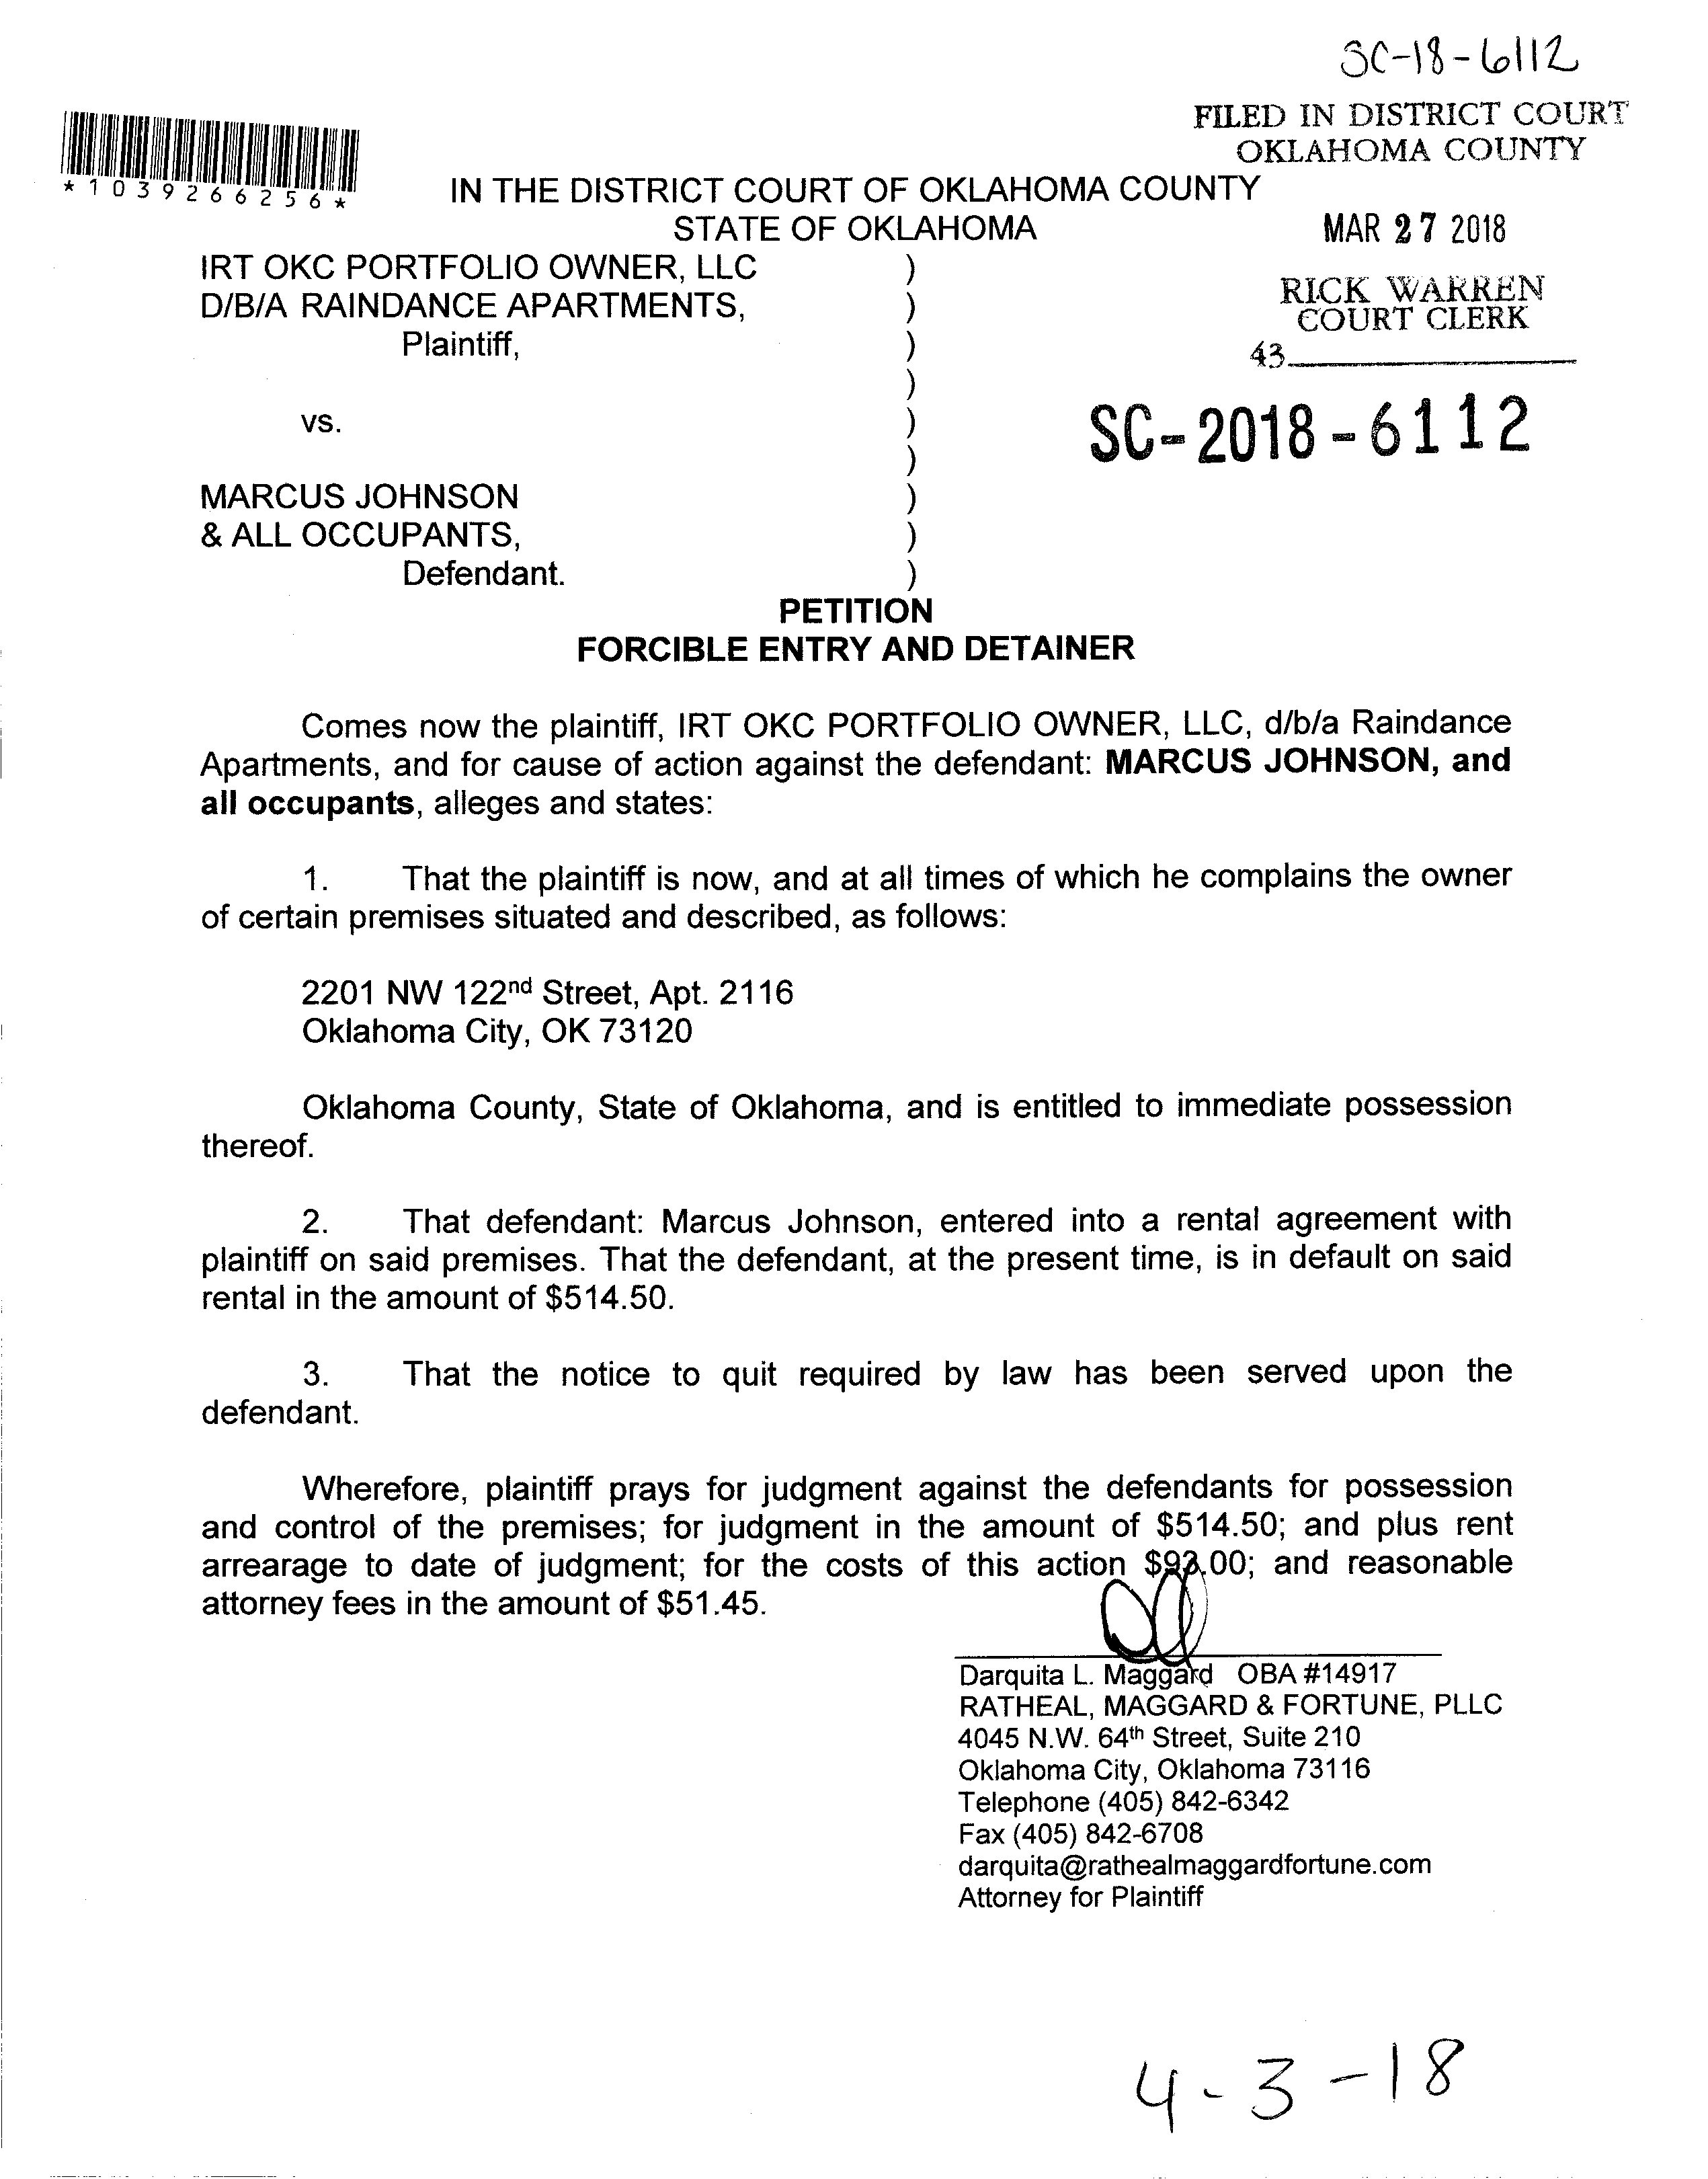 SC-18-6112
FILED IN DISTRICT COURT
OKLAHOMA COUNTY
*1039266256*
IN THE DISTRICT COURT OF OKLAHOMA COUNTY
STATE OF OKLAHOMA
MAR 27 2018
IRT OKC PORTFOLIO OWNER, LLC )
D/B/A RAINDANCE APARTMENTS, )
RICK WARREN
COURT CLERK
Plaintiff, )
43
)
vs. )
SC-2018-6112
)
MARCUS JOHNSON )
& ALL OCCUPANTS, )
Defendant. )
PETITION
FORCIBLE ENTRY AND DETAINER
Comes now the plaintiff, IRT OKC PORTFOLIO OWNER, LLC, d/b/a Raindance
Apartments, and for cause of action against the defendant: MARCUS JOHNSON, and
all occupants, alleges and states:
1. That the plaintiff is now, and at all times of which he complains the owner
of certain premises situated and described, as follows:
2201 NW 122nd Street, Apt. 2116
Oklahoma City, OK 73120
Oklahoma County, State of Oklahoma, and is entitled to immediate possession
thereof.
2. That defendant: Marcus Johnson, entered into a rental agreement with
plaintiff on said premises. That the defendant, at the present time, is in default on said
rental in the amount of $514.50.
3. That the notice to quit required by law has been served upon the
defendant.
Wherefore, plaintiff prays for judgment against the defendants for possession
and control of the premises; for judgment in the amount of $514.50; and plus rent
arrearage to date of judgment; for the costs of this action $93.00; and reasonable
attorney fees in the amount of $51.45.
Darquita L. Maggard OBA #14917
RATHEAL, MAGGARD & FORTUNE, PLLC
4045 N.W. 64th Street, Suite 210
Oklahoma City, Oklahoma 73116
Telephone (405) 842-6342
Fax (405) 842-6708
darquita@rathealmaggardfortune.com
Attorney for Plaintiff
4-3-18